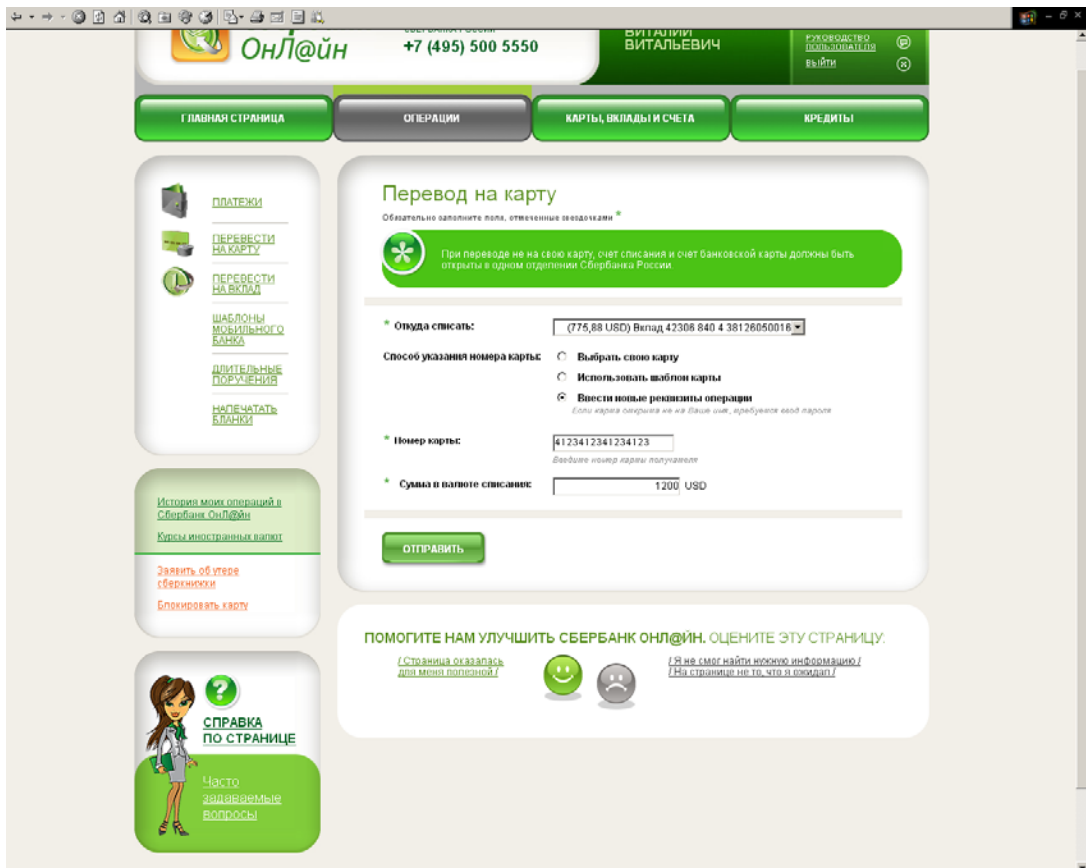 ОнЛ@йн
+7 (495) 500 5550
ВИТАЛИЙ
ВИТАЛЬЕВИЧ
РУКОВОДСТВО
ПОЛЬЗОВАТЕЛЯ
ВЫЙТИ
ГЛАВНАЯ СТРАНИЦА
ОПЕРАЦИИ
КАРТЫ, ВКЛАДЫ И СЧЕТА
КРЕДИТЫ
ПЛАТЕЖИ
ПЕРЕВЕСТИ
НА КАРТУ
ПЕРЕВЕСТИ
НА ВКЛАД
ШАБЛОНЫ
МОБИЛЬНОГО
БАНКА
ДЛИТЕЛЬНЫЕ
ПОРУЧЕНИЯ
НАПЕЧАТАТЬ
БЛАНКИ
История моих операций в
Сбербанк ОнЛ@йн
Курсы иностранных валют
Заявить об утере
сберкнижки
Блокировать карту
?
СПРАВКА
ПО СТРАНИЦЕ
Часто
задаваемые
вопросы
Перевод на карту
Обязательно заполните поля, отмеченные звездочками *
При переводе не на свою карту, счет списания и счет банковской карты должны быть
открыты в одном отделении Сбербанка России.
* Откуда списать: (775,88 USD) Вклад 42306 840 4 38126050016
Способ указания номера карты: Выбрать свою карту
Использовать шаблон карты
Ввести новые реквизиты операции
Если карта открыта не на Ваше имя, требуется ввод пароля
* Номер карты: 4123412341234123
Введите номер карты получателя
* Сумма в валюте списания: 1200 USD
ОТПРАВИТЬ
ПОМОГИТЕ НАМ УЛУЧШИТЬ СБЕРБАНК ОНЛ@ЙН. ОЦЕНИТЕ ЭТУ СТРАНИЦУ:
/ Страница оказалась
для меня полезной /
/ Я не смог найти нужную информацию /
/ На странице не то, что я ожидал /